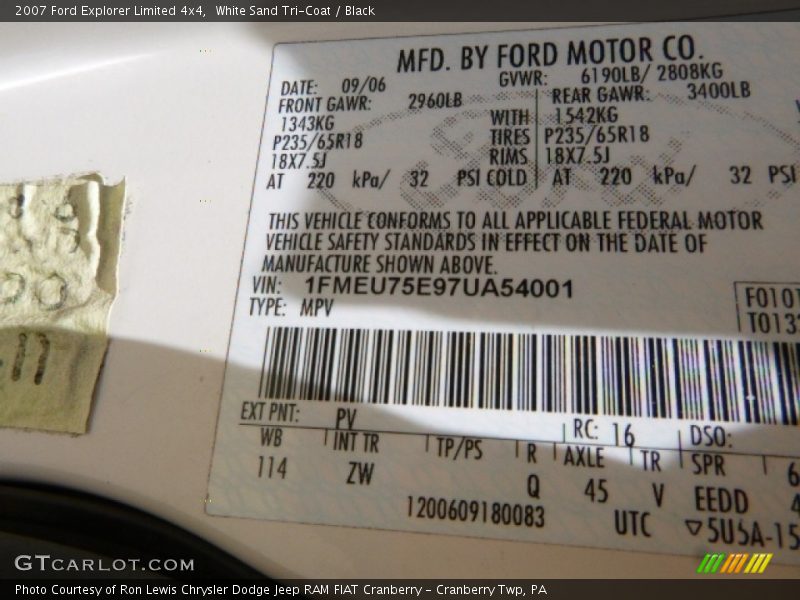 2007 Ford Explorer Limited 4x4, White Sand Tri-Coat / Black
MFD. BY FORD MOTOR CO.
DATE: 09/06 GVWR: 6190LB/ 2808KG
FRONT GAWR: 2960LB REAR GAWR: 3400LB
1343KG WITH 1542KG
P235/65R18 TIRES P235/65R18
18X7.5J RIMS 18X7.5J
AT 220 kPa/ 32 PSI COLD AT 220 kPa/ 32 PSI
THIS VEHICLE CONFORMS TO ALL APPLICABLE FEDERAL MOTOR
VEHICLE SAFETY STANDARDS IN EFFECT ON THE DATE OF
MANUFACTURE SHOWN ABOVE.
VIN: 1FMEU75E97UA54001
TYPE: MPV
F0101
T0137
EXT PNT: PV RC: 16 DSO:
WB INT TR TP/PS R AXLE TR SPR
114 ZW Q 45 V EEDD
1200609180083 UTC ▽5U5A-15
GTCARLOT.COM
Photo Courtesy of Ron Lewis Chrysler Dodge Jeep RAM FIAT Cranberry - Cranberry Twp, PA